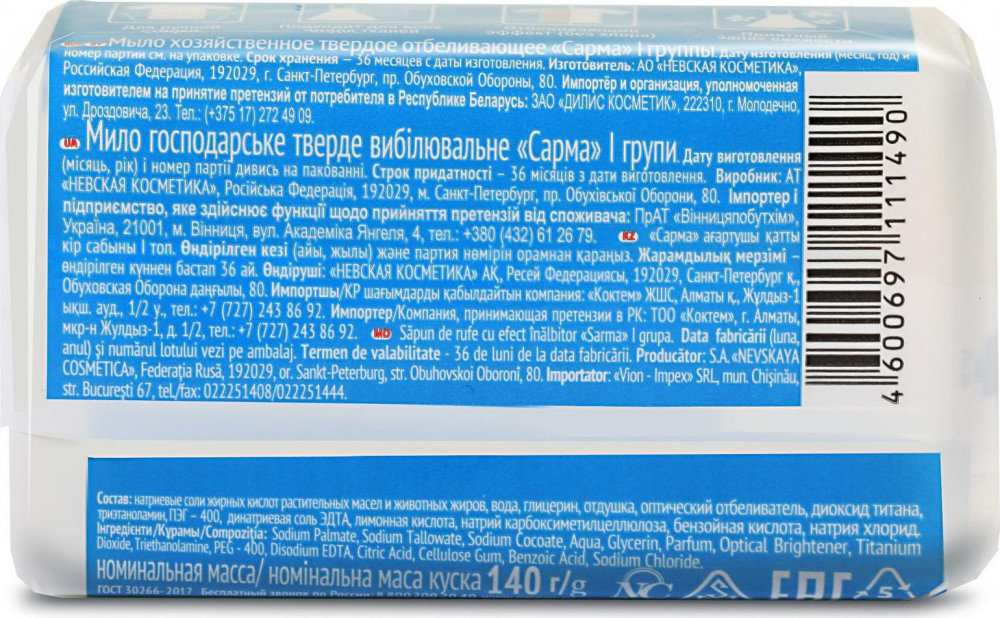 Мыло хозяйственное твердое отбеливающее «Сарма» I группы Дату изготовления (месяц, год) и
номер партии см. на упаковке. Срок хранения – 36 месяцев с даты изготовления. Изготовитель: АО «НЕВСКАЯ КОСМЕТИКА»,
Российская Федерация, 192029, г. Санкт-Петербург, пр. Обуховской Обороны, 80. Импортёр и организация, уполномоченная
изготовителем на принятие претензий от потребителя в Республике Беларусь: ЗАО «ДИЛИС КОСМЕТИК», 222310, г. Молодечно,
ул. Дроздовича, 23. Тел.: (+375 17) 272 49 09.
UA Мило господарське тверде вибілювальне «Сарма» I групи. Дату виготовлення
(місяць, рік) і номер партії дивись на пакованні. Строк придатності – 36 місяців з дати виготовлення. Виробник: АТ
«НЕВСКАЯ КОСМЕТИКА», Російська Федерація, 192029, м. Санкт-Петербург, пр. Обухівської Оборони, 80. Імпортер і
підприємство, яке здійснює функції щодо прийняття претензій від споживача: ПрАТ «Вінницяпобутхім»,
Україна, 21001, м. Вінниця, вул. Академіка Янгеля, 4, тел.: +380 (432) 61 26 79. KZ «Сарма» ағартушы қатты
кір сабыны I топ. Өндірілген кезі (айы, жылы) және партия нөмірін орамнан қараңыз. Жарамдылық мерзімі –
өндірілген күннен бастап 36 ай. Өндіруші: «НЕВСКАЯ КОСМЕТИКА» АҚ, Ресей Федерациясы, 192029, Санкт-Петербург қ.,
Обуховская Оборона даңғылы, 80. Импортшы/ҚР шағымдарды қабылдайтын компания: «Коктем» ЖШС, Алматы қ., Жулдыз-1
ықш. ауд., 1/2 у., тел.: +7 (727) 243 86 92. Импортер/Компания, принимающая претензии в РК: ТОО «Коктем», г. Алматы,
мкр-н Жулдыз-1, д. 1/2, тел.: +7 (727) 243 86 92. MD Săpun de rufe cu efect înălbitor «Sarma» I grupa. Data fabricării (luna,
anul) și numărul lotului vezi pe ambalaj. Termen de valabilitate - 36 de luni de la data fabricării. Producător: S.A. «NEVSKAYA
COSMETICA», Federația Rusă, 192029, or. Sankt-Peterburg, str. Obuhovskoi Oboronî, 80. Importator: «Vion - Impex» SRL, mun. Chișinău,
str. București 67, tel./fax: 022251408/022251444.
4 600697 111490
Состав: натриевые соли жирных кислот растительных масел и животных жиров, вода, глицерин, отдушка, оптический отбеливатель, диоксид титана,
триэтаноламин, ПЭГ – 400, динатриевая соль ЭДТА, лимонная кислота, натрий карбоксиметилцеллюлоза, бензойная кислота, натрия хлорид.
Інгредієнти/Құрамы/Compoziția: Sodium Palmate, Sodium Tallowate, Sodium Cocoate, Aqua, Glycerin, Parfum, Optical Brightener, Titanium
Dioxide, Triethanolamine, PEG - 400, Disodium EDTA, Citric Acid, Cellulose Gum, Benzoic Acid, Sodium Chloride.
номинальная масса/ номінальна маса куска 140 г/g
ГОСТ 30266-2017 Бесплатный звонок по России:
EAC
5